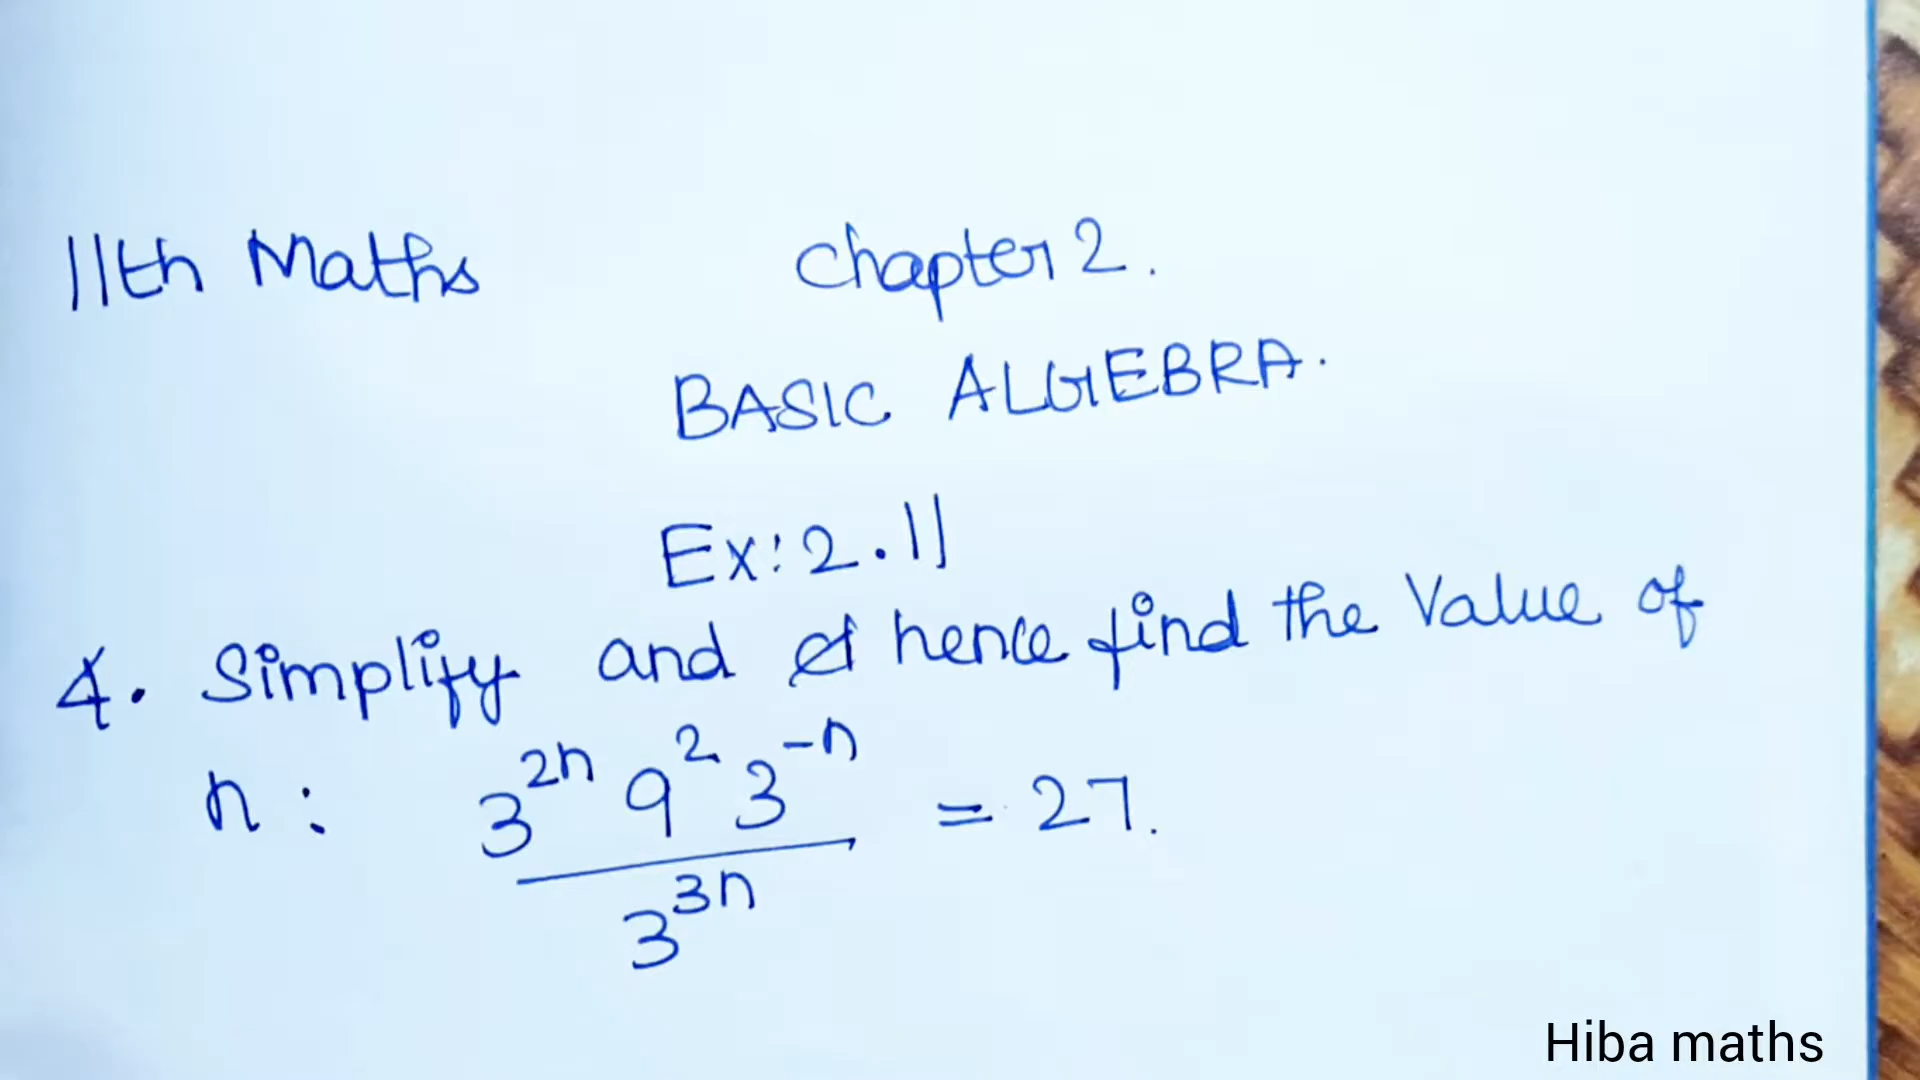 11th Maths Chapter 2.
BASIC ALGEBRA.
Ex: 2.11
4. Simplify and hence find the Value of
n : 3^{2n} 9^2 3^{-n} / 3^{3n} = 27.
Hiba maths